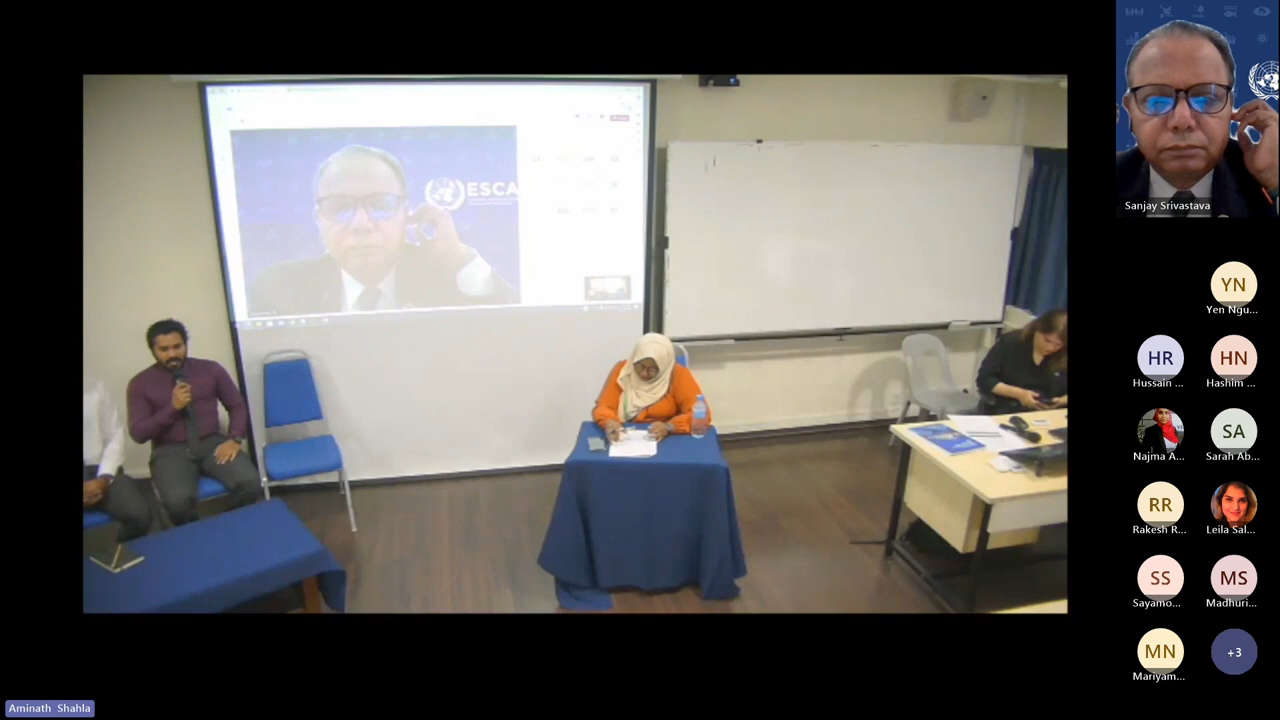 ESCA
Sanjay Srivastava
YN
Yen Ngu...
HR
HN
Hussain ...
Hashim ...
SA
Najma A...
Sarah Ab...
RR
Rakesh R...
Leila Sal...
SS
MS
Sayamo...
Madhuri...
MN
+3
Mariyam...
Aminath Shahla